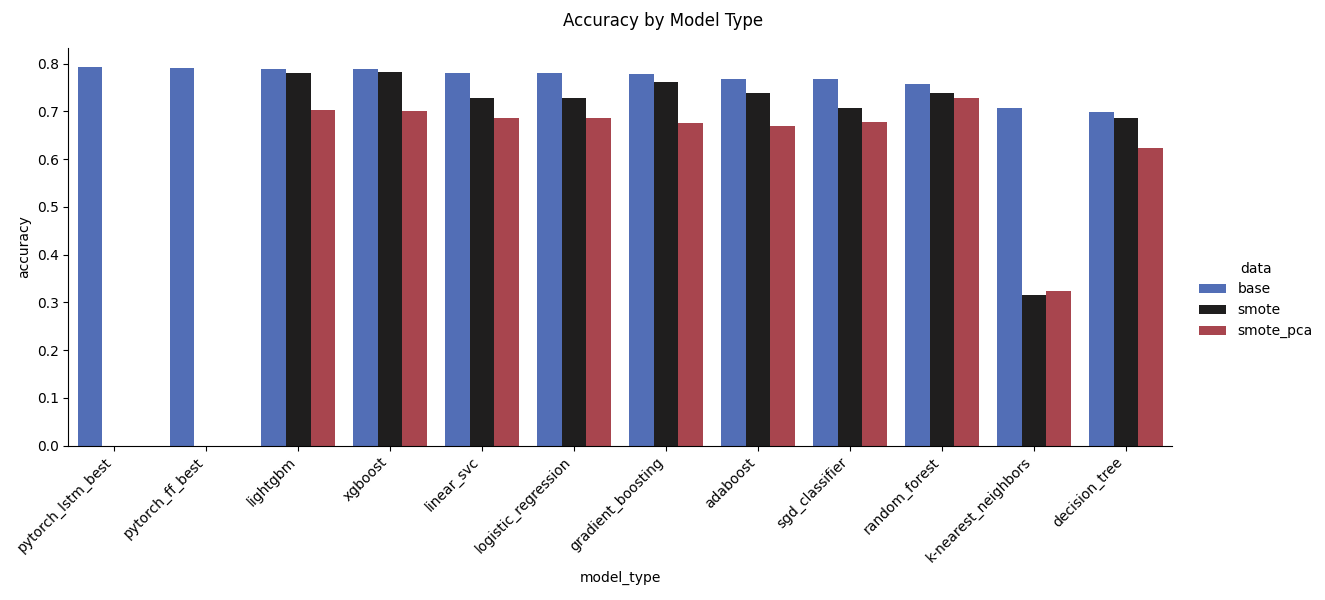 Accuracy by Model Type
accuracy
0.8
0.7
0.6
0.5
0.4
0.3
0.2
0.1
0.0
pytorch_lstm_best
pytorch_ff_best
lightgbm
xgboost
linear_svc
logistic_regression
gradient_boosting
adaboost
sgd_classifier
random_forest
k-nearest_neighbors
decision_tree
model_type
data
base
smote
smote_pca